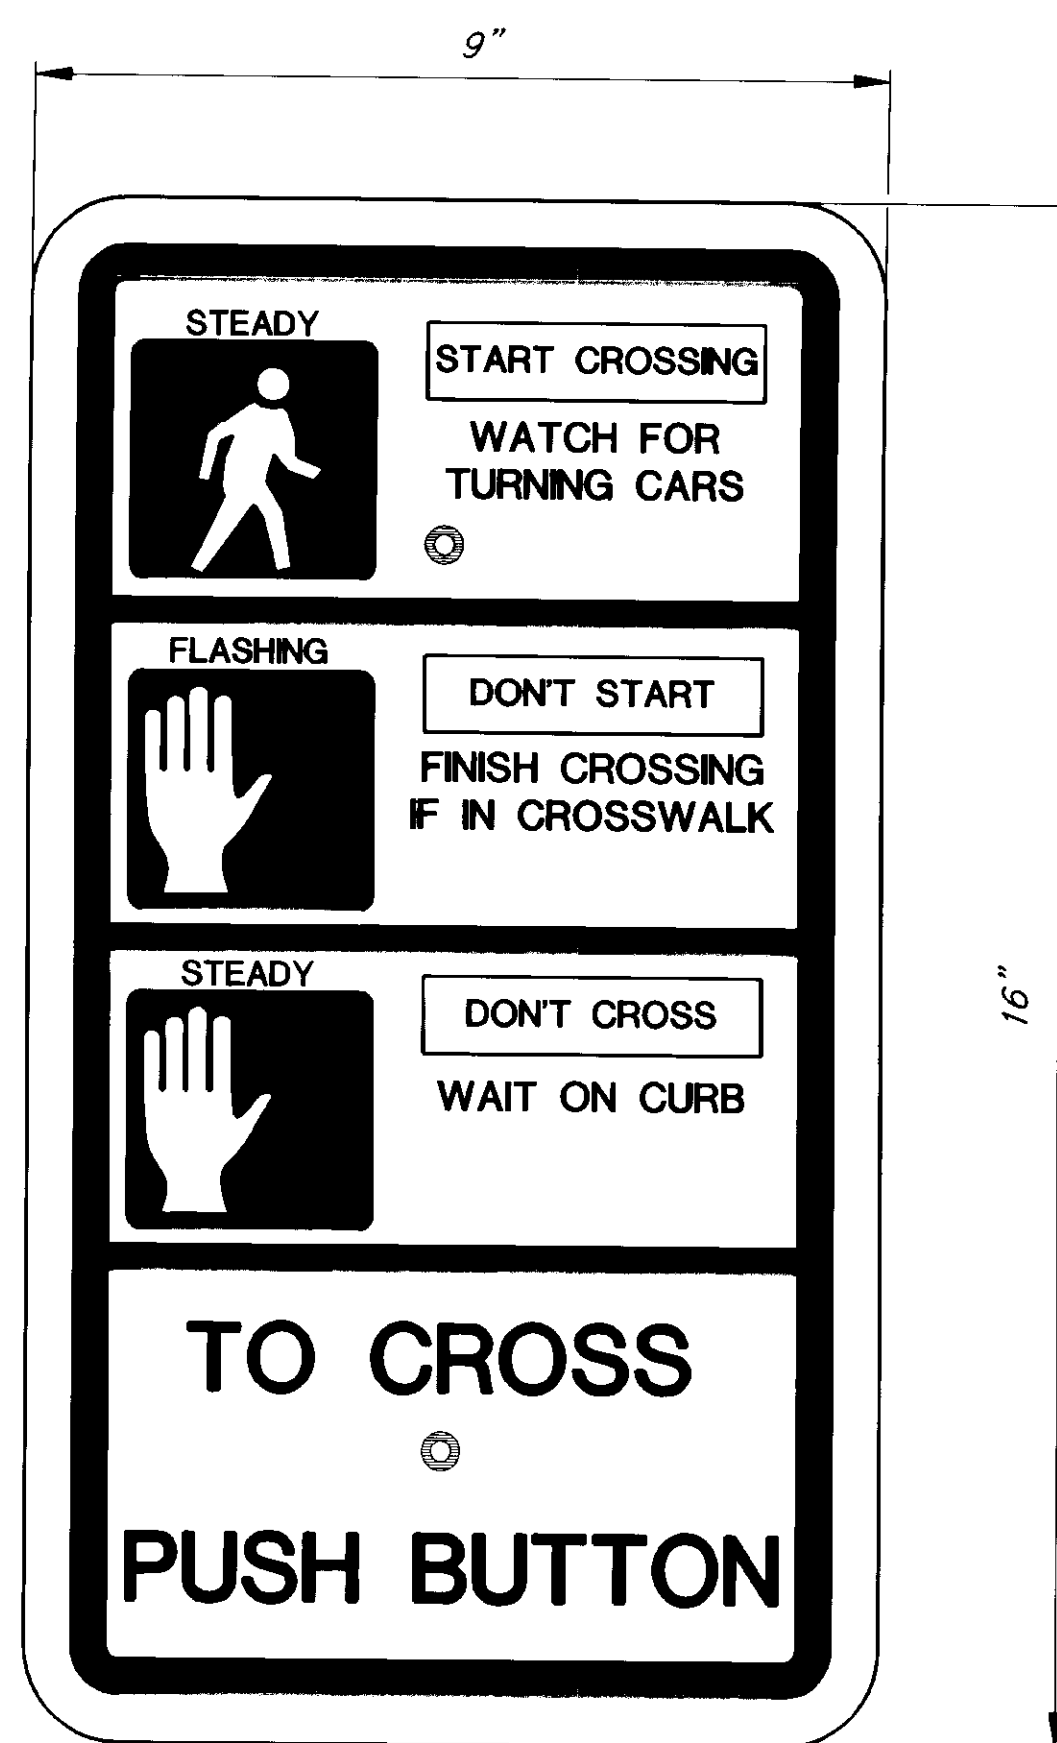 9"
STEADY
START CROSSING
WATCH FOR
TURNING CARS
FLASHING
DON'T START
FINISH CROSSING
IF IN CROSSWALK
STEADY
DON'T CROSS
WAIT ON CURB
16"
TO CROSS
PUSH BUTTON